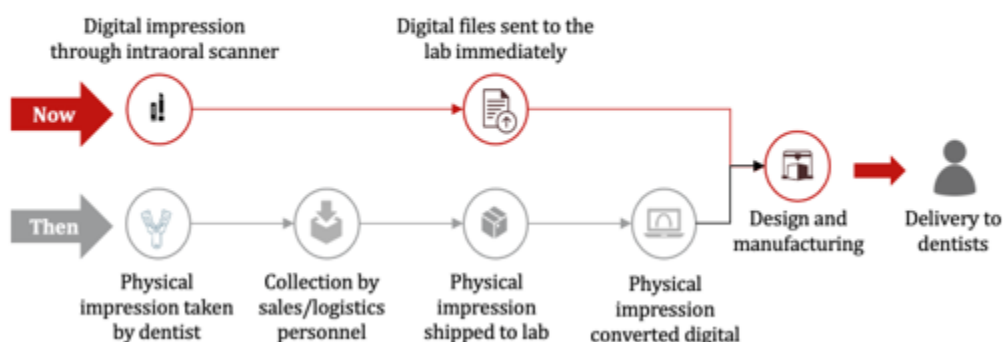 Digital impression
through intraoral scanner
Digital files sent to the
lab immediately
Now
Then
Design and
manufacturing
Delivery to
dentists
Physical
impression taken
by dentist
Collection by
sales/logistics
personnel
Physical
impression
shipped to lab
Physical
impression
converted digital